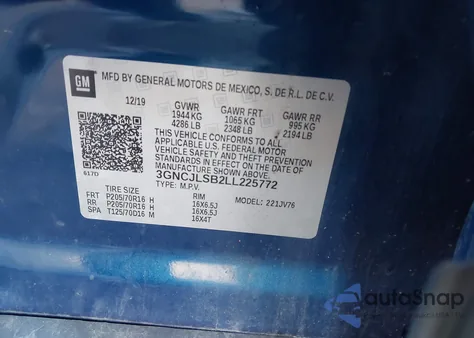 GM
MFD BY GENERAL MOTORS DE MEXICO, S. DE R.L. DE C.V.
12/19 GVWR GAWR FRT GAWR RR
1944 KG 1065 KG 995 KG
4286 LB 2348 LB 2194 LB
THIS VEHICLE CONFORMS TO ALL
APPLICABLE U.S. FEDERAL MOTOR
VEHICLE SAFETY AND THEFT PREVENTION
STANDARDS IN EFFECT ON THE DATE OF
MANUFACTURE SHOWN ABOVE.
617D
3GNCJLSB2LL225772
TYPE: M.P.V. MODEL: 221JV76
TIRE SIZE RIM
FRT P205/70R16 H 16X6.5J
RR P205/70R16 H 16X6.5J
SPA T125/70D16 M 16X4T
autoSnap